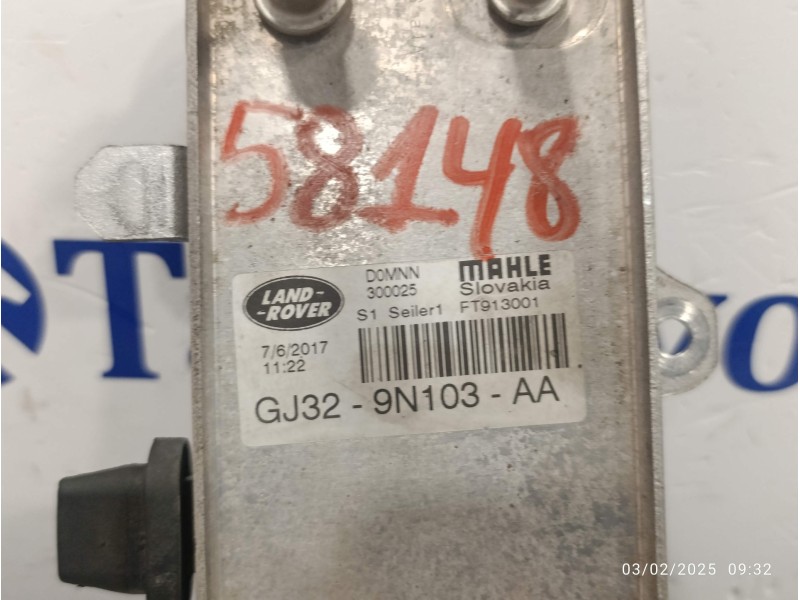 58148
LAND-
-ROVER
D0MNN
300025
S1 Seiler1
MAHLE
Slovakia
FT913001
7/6/2017
11:22
GJ32 - 9N103 - AA
03/02/2025 09:32